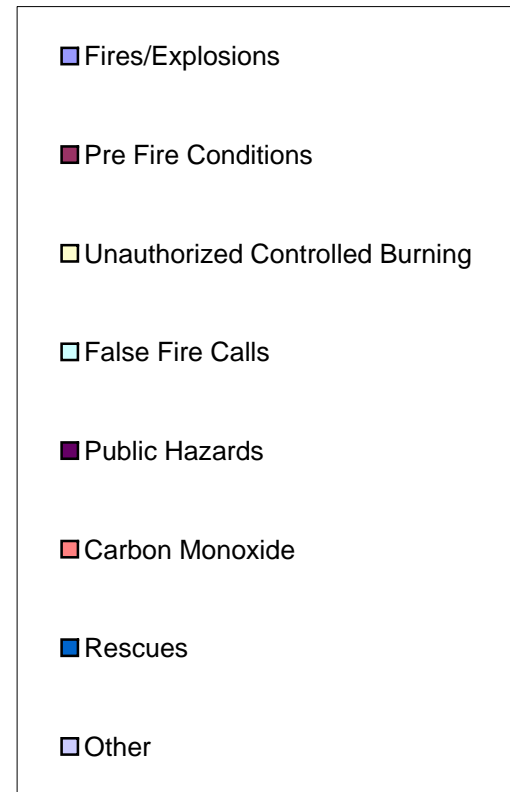 Fires/Explosions
Pre Fire Conditions
Unauthorized Controlled Burning
False Fire Calls
Public Hazards
Carbon Monoxide
Rescues
Other